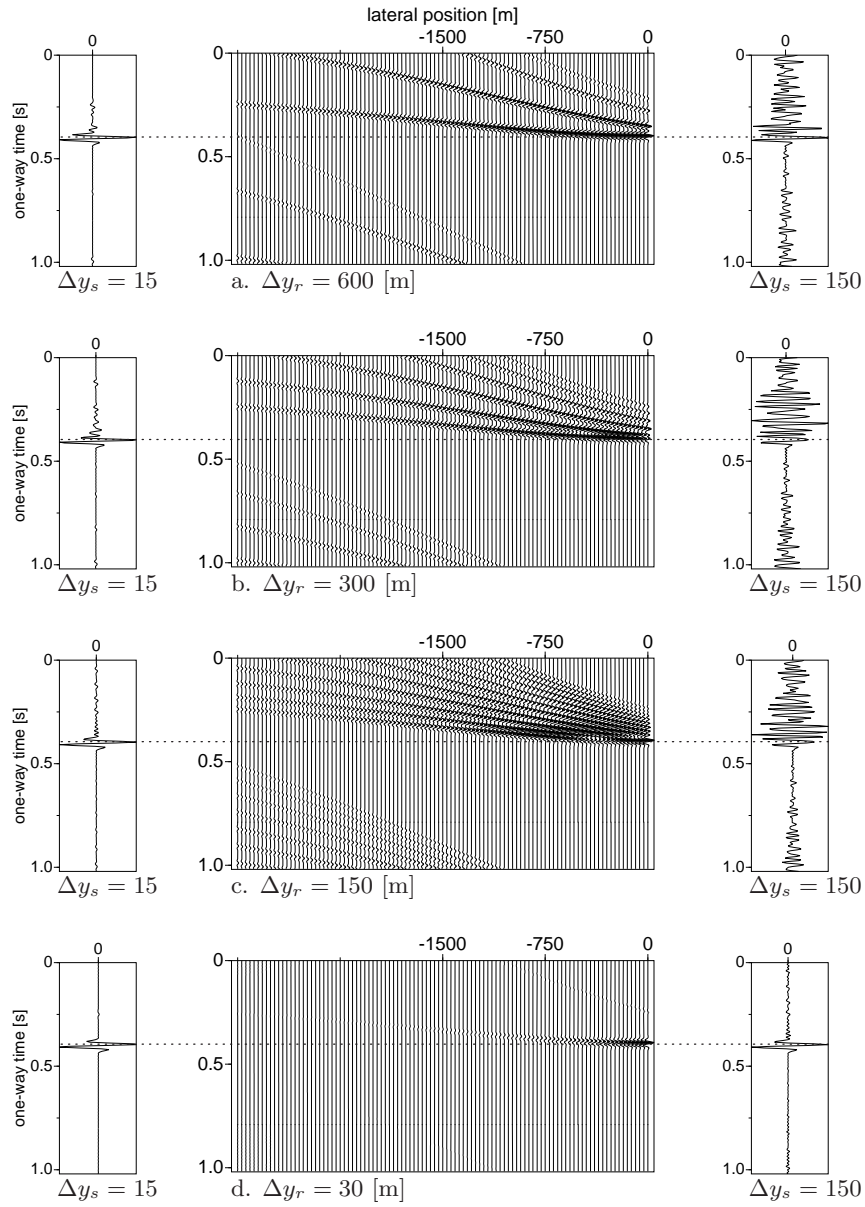 lateral position [m]
0 -1500 -750 0 0
0 0 0
one-way time [s]
0.5 0.5 0.5
1.0 1.0 1.0
Δy_s = 15 a. Δy_r = 600 [m] Δy_s = 150
0 -1500 -750 0 0
0 0 0
one-way time [s]
0.5 0.5 0.5
1.0 1.0 1.0
Δy_s = 15 b. Δy_r = 300 [m] Δy_s = 150
0 -1500 -750 0 0
0 0 0
one-way time [s]
0.5 0.5 0.5
1.0 1.0 1.0
Δy_s = 15 c. Δy_r = 150 [m] Δy_s = 150
0 -1500 -750 0 0
0 0 0
one-way time [s]
0.5 0.5 0.5
1.0 1.0 1.0
Δy_s = 15 d. Δy_r = 30 [m] Δy_s = 150